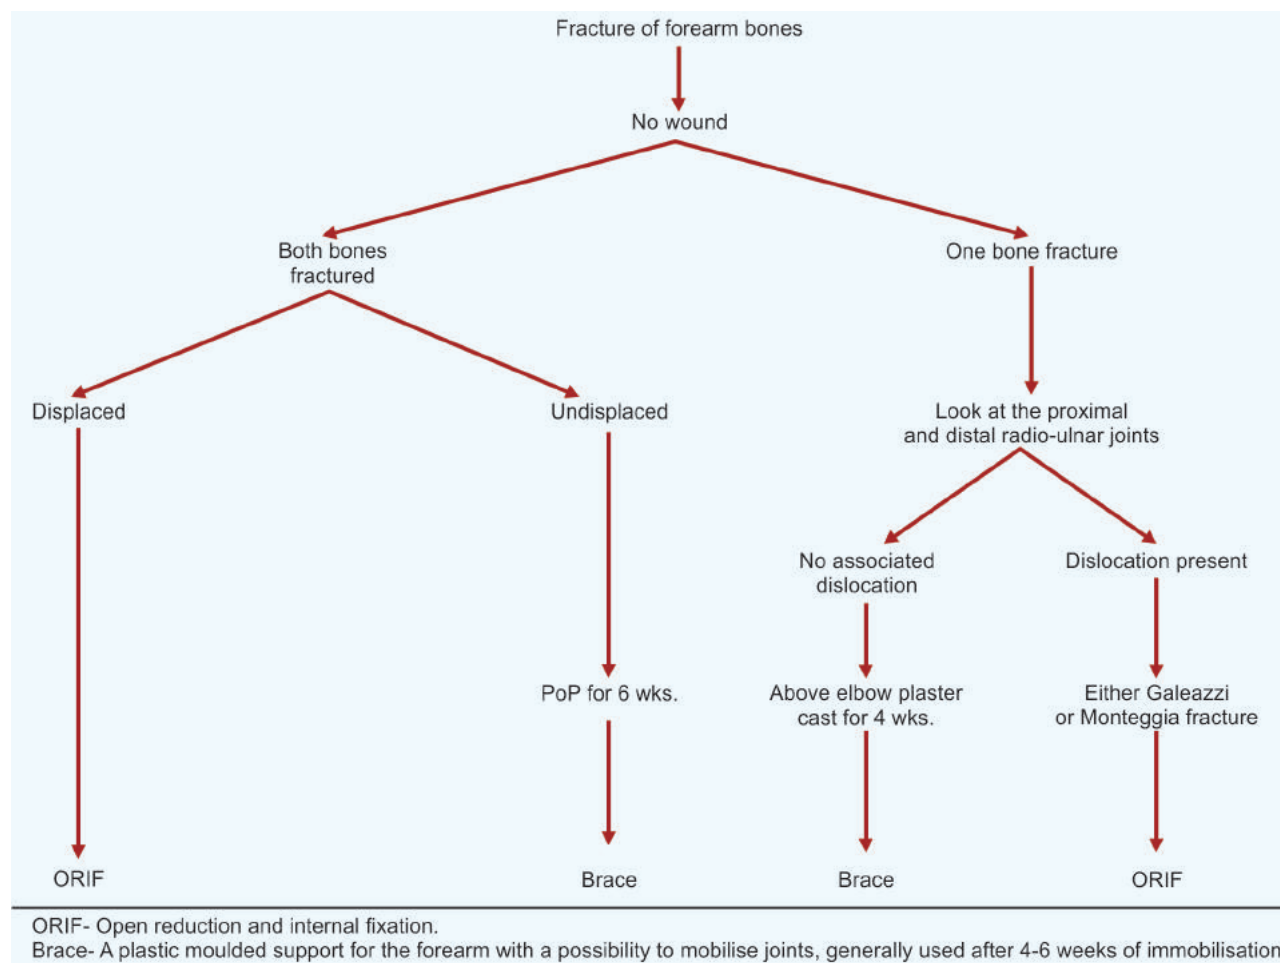 Fracture of forearm bones
No wound
Both bones
fractured
One bone fracture
Displaced
Undisplaced
Look at the proximal
and distal radio-ulnar joints
No associated
dislocation
Dislocation present
PoP for 6 wks.
Above elbow plaster
cast for 4 wks.
Either Galeazzi
or Monteggia fracture
ORIF
Brace
Brace
ORIF
ORIF- Open reduction and internal fixation.
Brace- A plastic moulded support for the forearm with a possibility to mobilise joints, generally used after 4-6 weeks of immobilisation